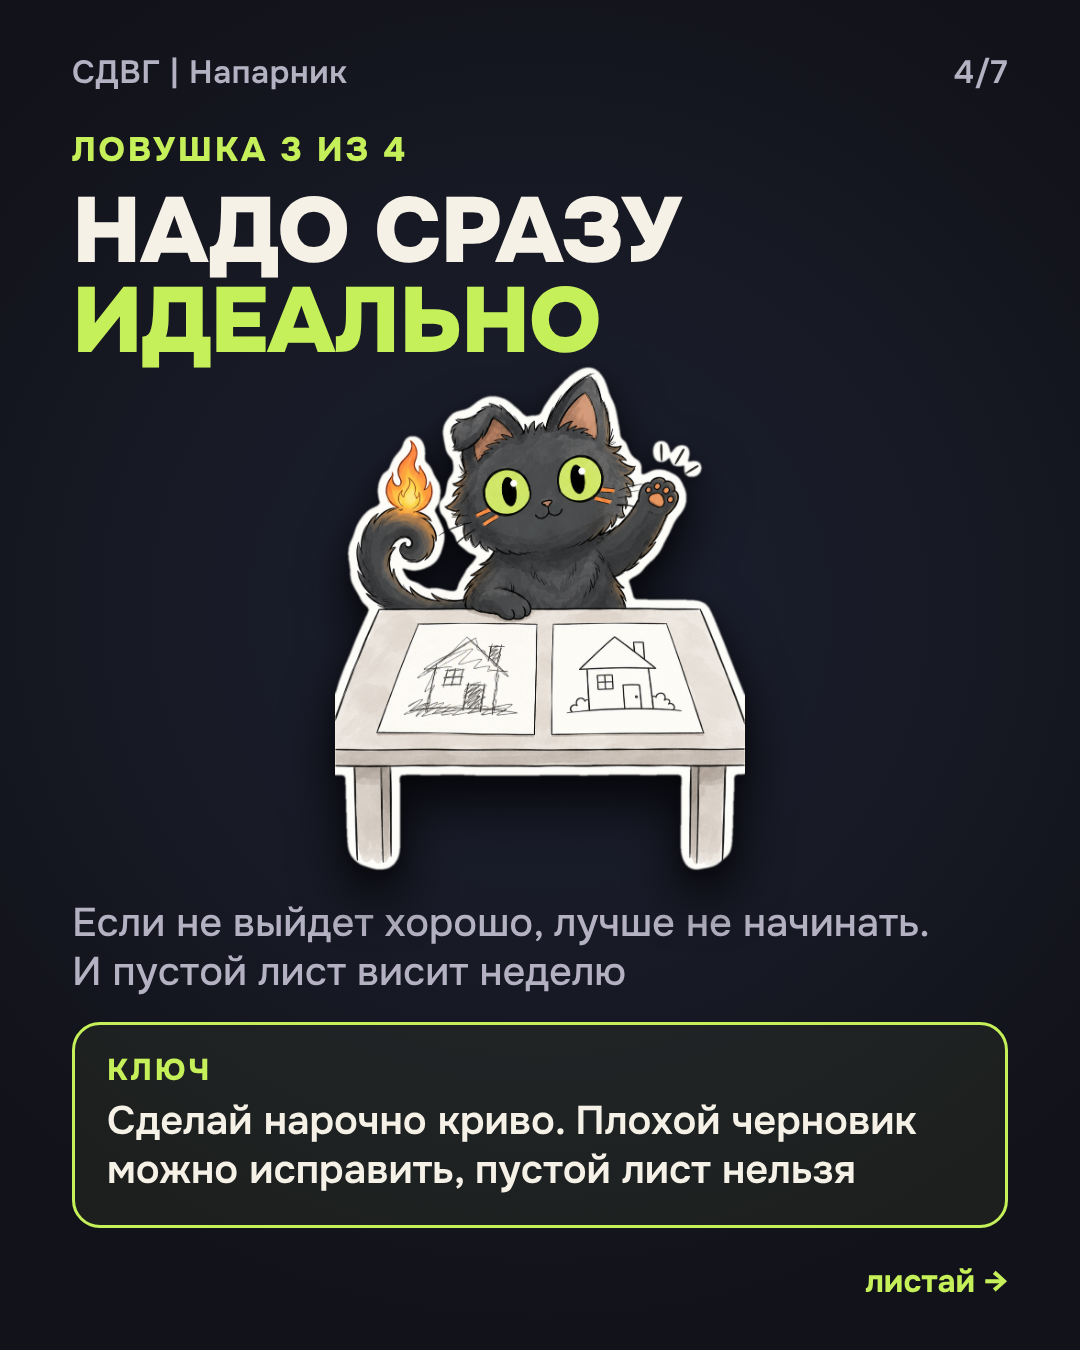 СДВГ | Напарник
4/7
ЛОВУШКА 3 ИЗ 4
НАДО СРАЗУ
ИДЕАЛЬНО
Если не выйдет хорошо, лучше не начинать.
И пустой лист висит неделю
КЛЮЧ
Сделай нарочно криво. Плохой черновик
можно исправить, пустой лист нельзя
листай →